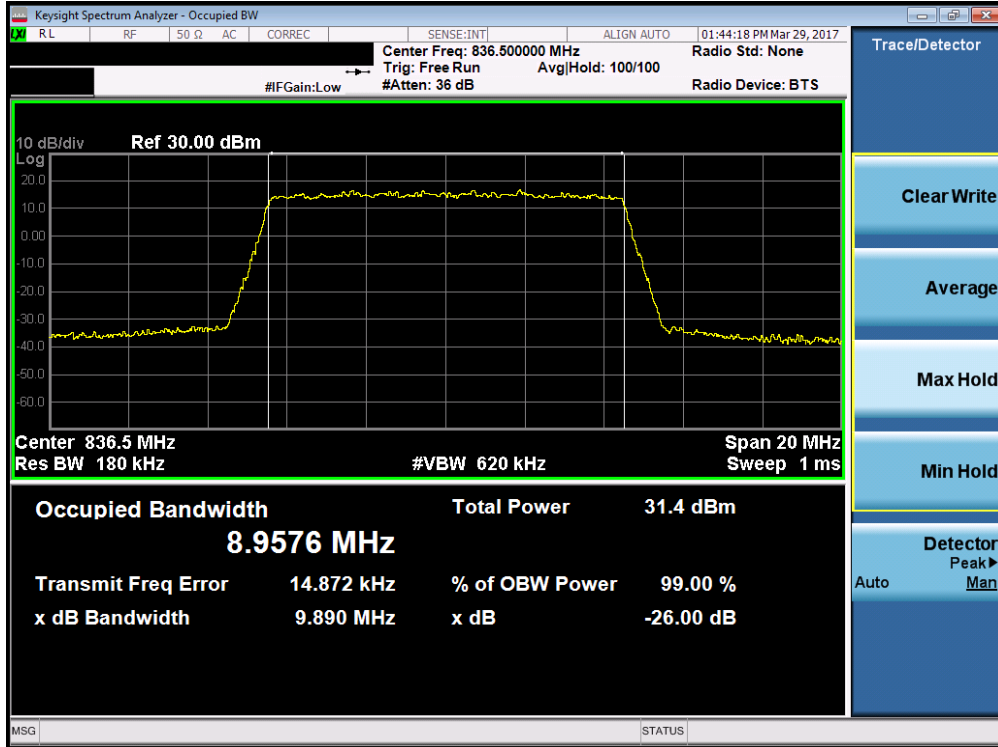 Keysight Spectrum Analyzer - Occupied BW
LXI RL RF 50 Ω AC CORREC SENSE:INT ALIGN AUTO 01:44:18 PM Mar 29, 2017
Center Freq: 836.500000 MHz Radio Std: None
Trig: Free Run Avg|Hold: 100/100
#IFGain:Low #Atten: 36 dB Radio Device: BTS
Trace/Detector
10 dB/div Ref 30.00 dBm
Log
20.0
10.0
0.00
-10.0
-20.0
-30.0
-40.0
-50.0
-60.0
Center 836.5 MHz Span 20 MHz
Res BW 180 kHz #VBW 620 kHz Sweep 1 ms
Occupied Bandwidth Total Power 31.4 dBm
8.9576 MHz
Transmit Freq Error 14.872 kHz % of OBW Power 99.00 %
x dB Bandwidth 9.890 MHz x dB -26.00 dB
Clear Write
Average
Max Hold
Min Hold
Detector
Peak
Auto Man
MSG STATUS